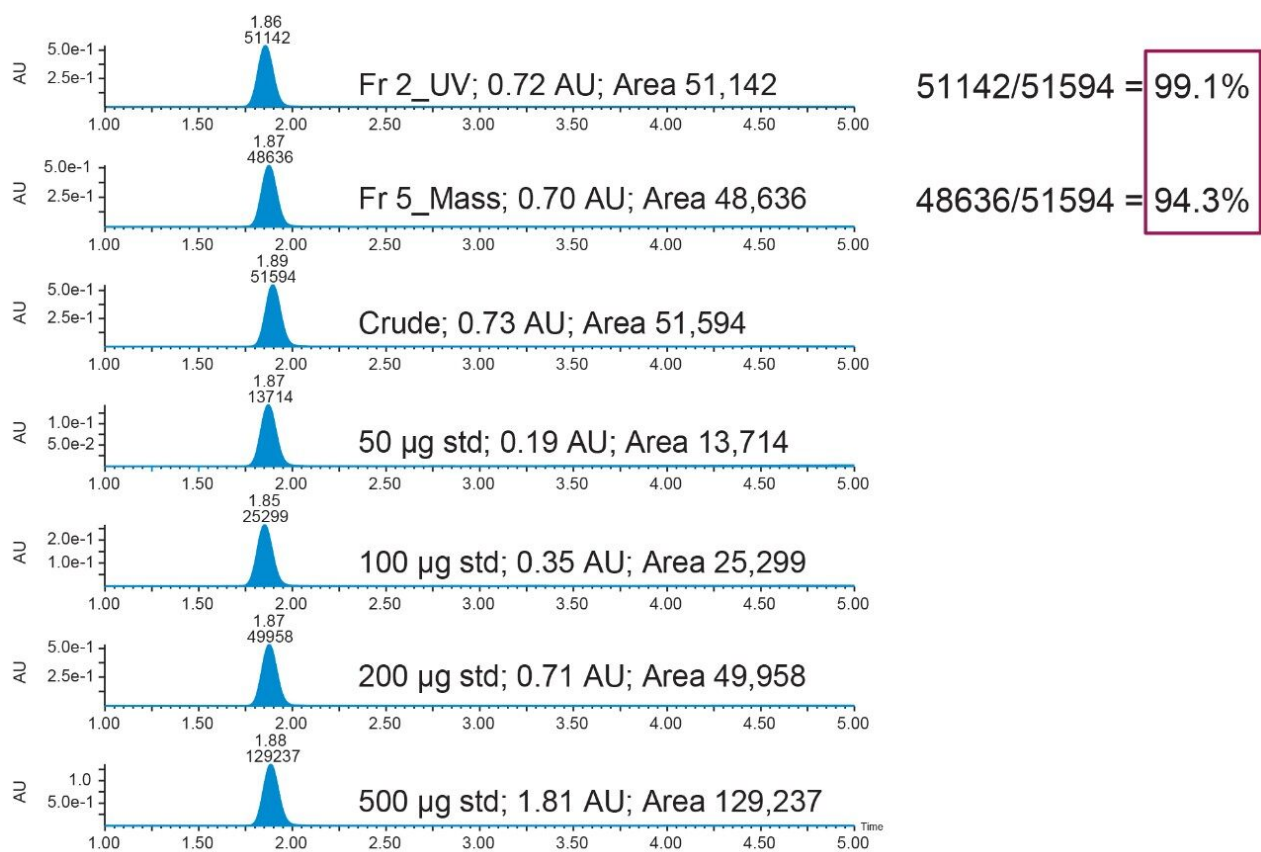 1.86
51142
AU
5.0e-1
2.5e-1
Fr 2_UV; 0.72 AU; Area 51,142
51142/51594 = 99.1%
1.00 1.50 2.00 2.50 3.00 3.50 4.00 4.50 5.00
1.87
48636
AU
5.0e-1
2.5e-1
Fr 5_Mass; 0.70 AU; Area 48,636
48636/51594 = 94.3%
1.00 1.50 2.00 2.50 3.00 3.50 4.00 4.50 5.00
1.89
51594
AU
5.0e-1
2.5e-1
Crude; 0.73 AU; Area 51,594
1.00 1.50 2.00 2.50 3.00 3.50 4.00 4.50 5.00
1.87
13714
AU
1.0e-1
5.0e-2
50 µg std; 0.19 AU; Area 13,714
1.00 1.50 2.00 2.50 3.00 3.50 4.00 4.50 5.00
1.85
25299
AU
2.0e-1
1.0e-1
100 µg std; 0.35 AU; Area 25,299
1.00 1.50 2.00 2.50 3.00 3.50 4.00 4.50 5.00
1.87
49958
AU
5.0e-1
2.5e-1
200 µg std; 0.71 AU; Area 49,958
1.00 1.50 2.00 2.50 3.00 3.50 4.00 4.50 5.00
1.88
129237
AU
1.0
5.0e-1
500 µg std; 1.81 AU; Area 129,237
Time
1.00 1.50 2.00 2.50 3.00 3.50 4.00 4.50 5.00